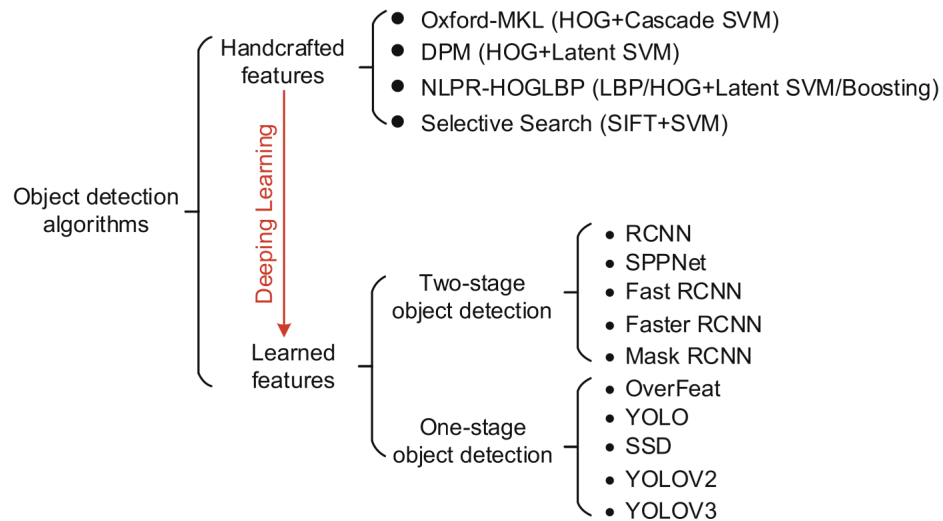 Object detection
algorithms
Handcrafted
features
• Oxford-MKL (HOG+Cascade SVM)
• DPM (HOG+Latent SVM)
• NLPR-HOGLBP (LBP/HOG+Latent SVM/Boosting)
• Selective Search (SIFT+SVM)
Deeping Learning
Learned
features
Two-stage
object detection
• RCNN
• SPPNet
• Fast RCNN
• Faster RCNN
• Mask RCNN
One-stage
object detection
• OverFeat
• YOLO
• SSD
• YOLOV2
• YOLOV3